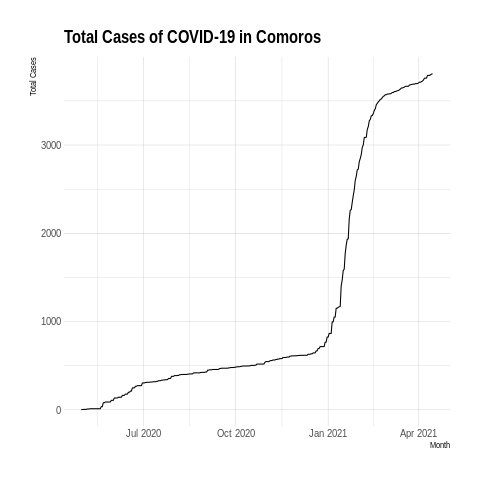 Total Cases of COVID-19 in Comoros
Total Cases
3000
2000
1000
0
Jul 2020 Oct 2020 Jan 2021 Apr 2021
Month